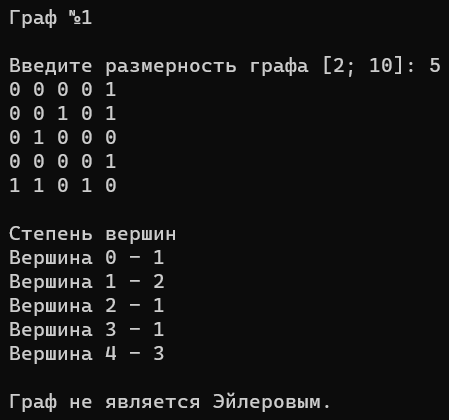 Граф №1
Введите размерность графа [2; 10]: 5
0 0 0 0 1
0 0 1 0 1
0 1 0 0 0
0 0 0 0 1
1 1 0 1 0
Степень вершин
Вершина 0 - 1
Вершина 1 - 2
Вершина 2 - 1
Вершина 3 - 1
Вершина 4 - 3
Граф не является Эйлеровым.